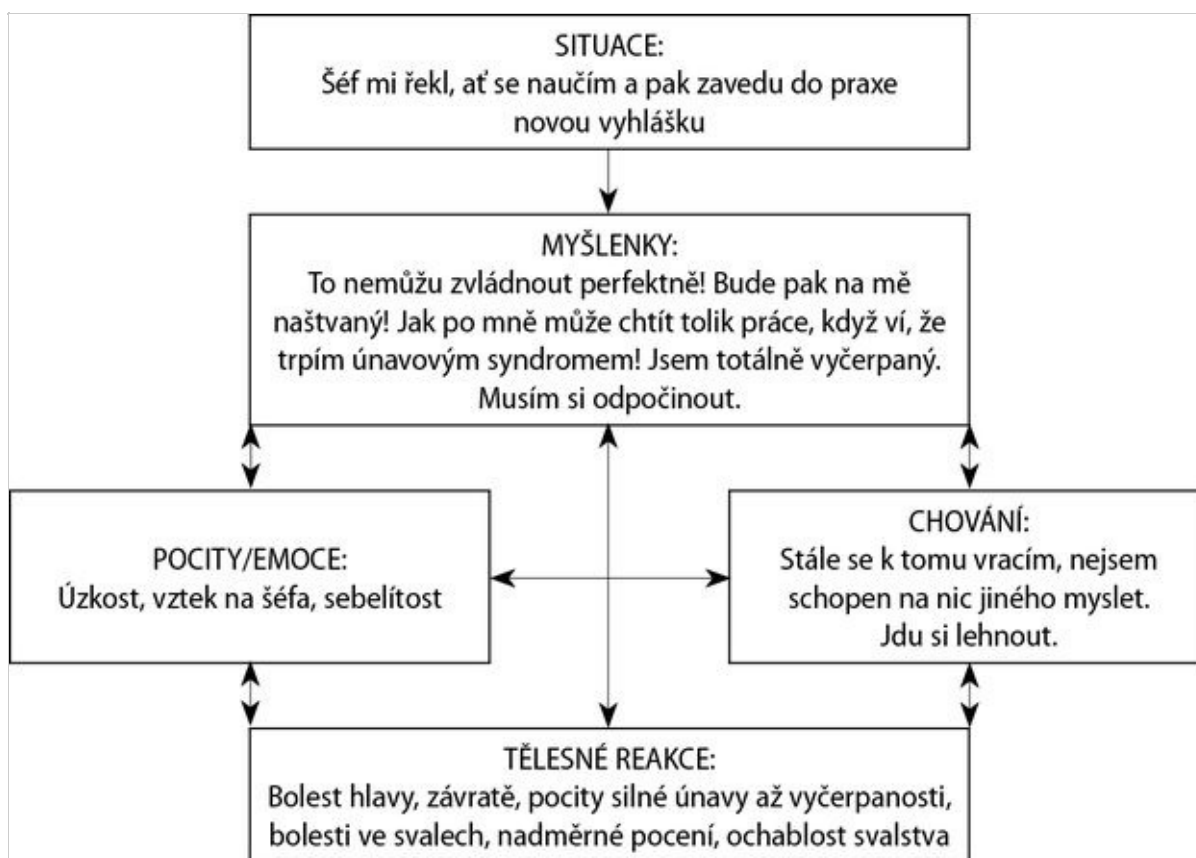 SITUACE:
Šéf mi řekl, ať se naučím a pak zavedu do praxe
novou vyhlášku
MYŠLENKY:
To nemůžu zvládnout perfektně! Bude pak na mě
naštvaný! Jak po mně může chtít tolik práce, když ví, že
trpím únavovým syndromem! Jsem totálně vyčerpaný.
Musím si odpočinout.
POCITY/EMOCE:
Úzkost, vztek na šéfa, sebelítost
CHOVÁNÍ:
Stále se k tomu vracím, nejsem
schopen na nic jiného myslet.
Jdu si lehnout.
TĚLESNÉ REAKCE:
Bolest hlavy, závratě, pocity silné únavy až vyčerpanosti,
bolesti ve svalech, nadměrné pocení, ochablost svalstva